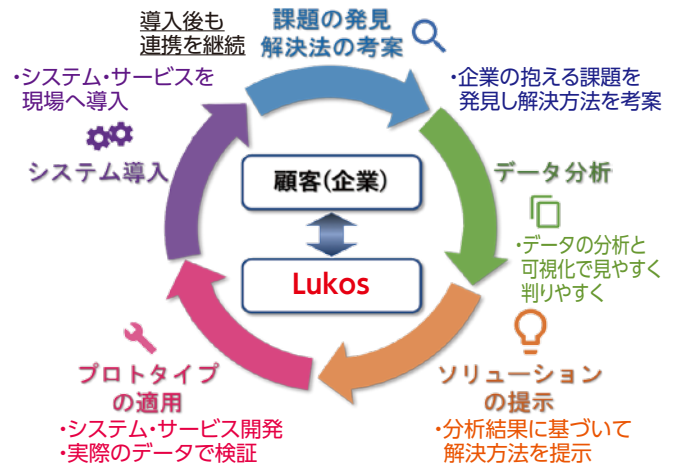 導入後も
連携を継続
課題の発見
解決法の考案
・企業の抱える課題を
発見し解決方法を考案
データ分析
・データの分析と
可視化で見やすく
判りやすく
ソリューション
の提示
・分析結果に基づいて
解決方法を提示
プロトタイプ
の適用
・システム・サービス開発
・実際のデータで検証
システム導入
・システム・サービスを
現場へ導入
顧客(企業)
Lukos